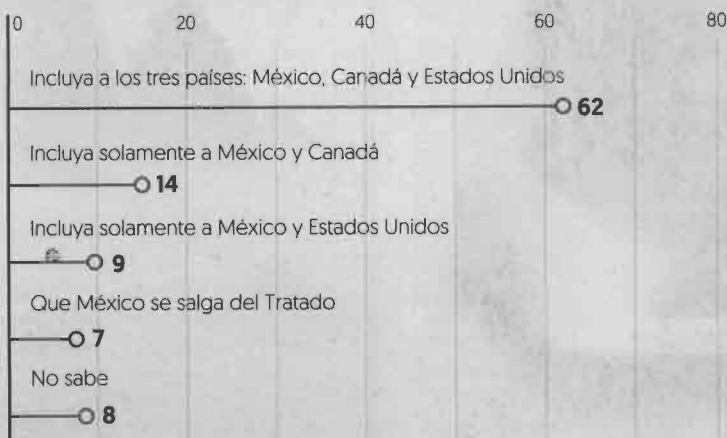 0 20 40 60 80
Incluya a los tres países: México, Canadá y Estados Unidos
62
Incluya solamente a México y Canadá
14
Incluya solamente a México y Estados Unidos
9
Que México se salga del Tratado
7
No sabe
8